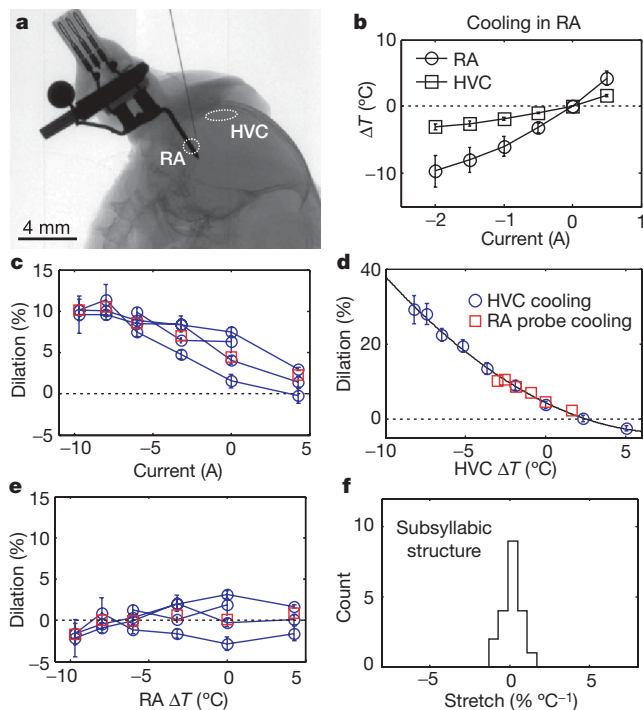 a
HVC
RA
4 mm
b
Cooling in RA
RA
HVC
ΔT (°C)
0
−10
−2
−1
0
1
Current (A)
c
Dilation (%)
15
10
5
0
−5
−10
−5
0
5
Current (A)
d
HVC cooling
RA probe cooling
Dilation (%)
40
20
0
−10
−5
0
5
HVC ΔT (°C)
e
Dilation (%)
15
10
5
0
−5
−10
−5
0
5
RA ΔT (°C)
f
Subsyllabic
structure
Count
10
5
0
−5
0
5
Stretch (% °C⁻¹)